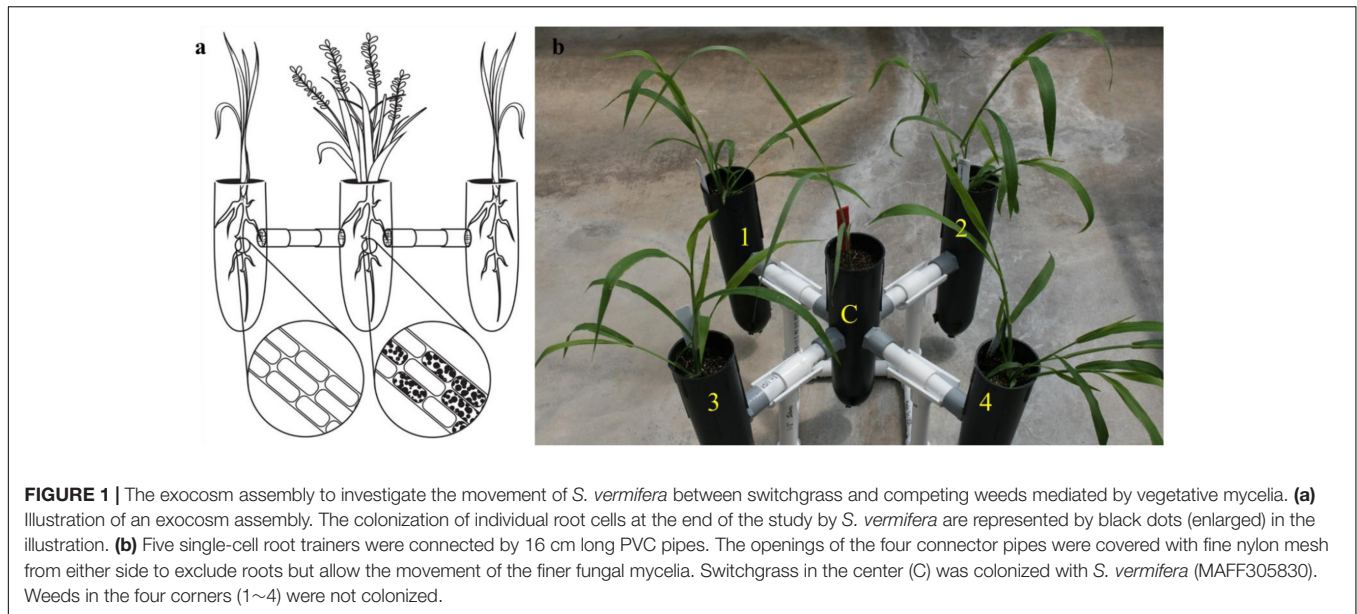 a
b
1
2
C
3
4
FIGURE 1 | The exocosm assembly to investigate the movement of S. vermifera between switchgrass and competing weeds mediated by vegetative mycelia. (a)
Illustration of an exocosm assembly. The colonization of individual root cells at the end of the study by S. vermifera are represented by black dots (enlarged) in the
illustration. (b) Five single-cell root trainers were connected by 16 cm long PVC pipes. The openings of the four connector pipes were covered with fine nylon mesh
from either side to exclude roots but allow the movement of the finer fungal mycelia. Switchgrass in the center (C) was colonized with S. vermifera (MAFF305830).
Weeds in the four corners (1~4) were not colonized.